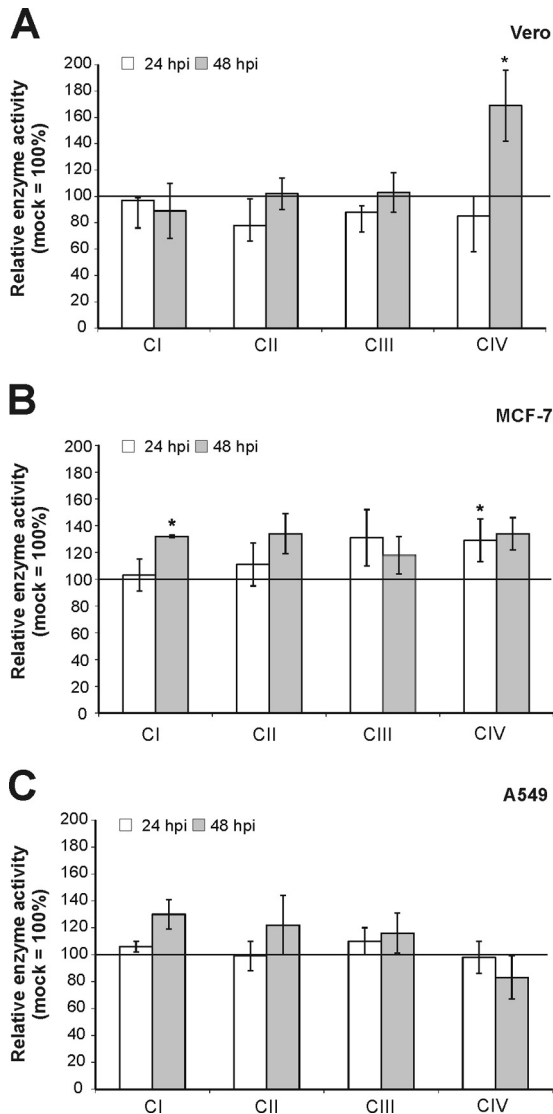 A
Vero
24 hpi 48 hpi
*
Relative enzyme activity
(mock = 100%)
200
180
160
140
120
100
80
60
40
20
0
CI CII CIII CIV
B
MCF-7
24 hpi 48 hpi
* *
Relative enzyme activity
(mock = 100%)
200
180
160
140
120
100
80
60
40
20
0
CI CII CIII CIV
C
A549
24 hpi 48 hpi
Relative enzyme activity
(mock = 100%)
200
180
160
140
120
100
80
60
40
20
0
CI CII CIII CIV